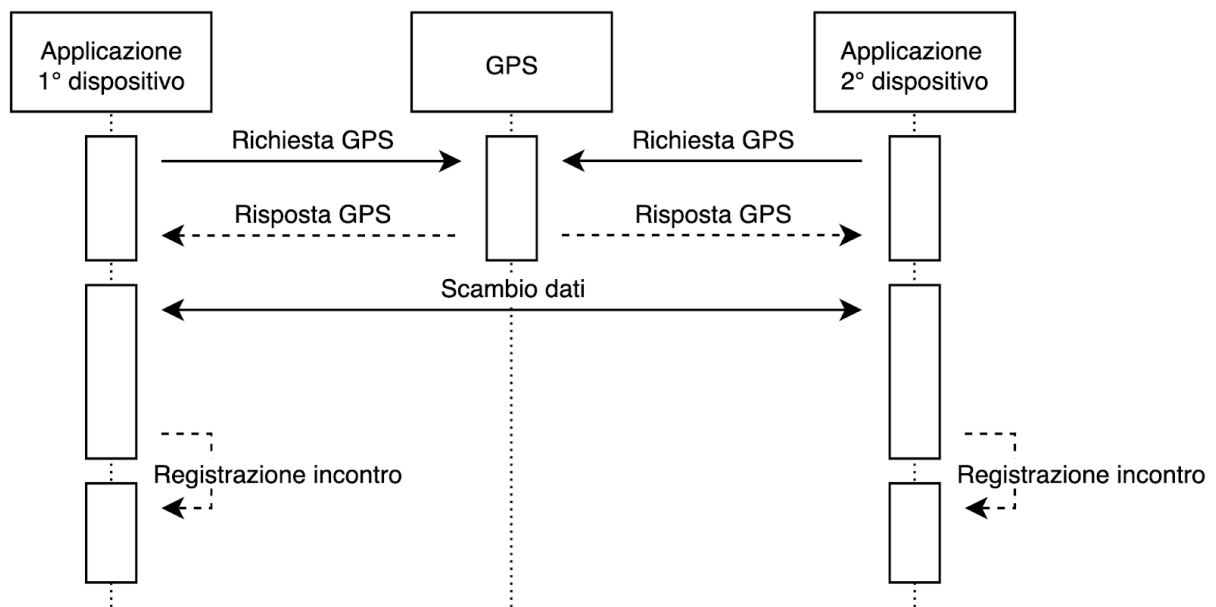 Applicazione
1° dispositivo
GPS
Applicazione
2° dispositivo
Richiesta GPS
Richiesta GPS
Risposta GPS
Risposta GPS
Scambio dati
Registrazione incontro
Registrazione incontro